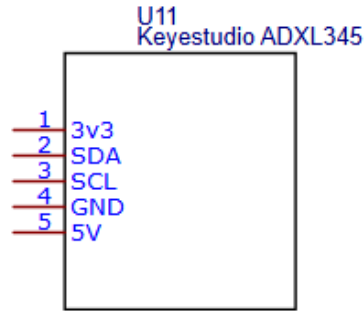 U11
Keyestudio ADXL345
1 3v3
2 SDA
3 SCL
4 GND
5 5V